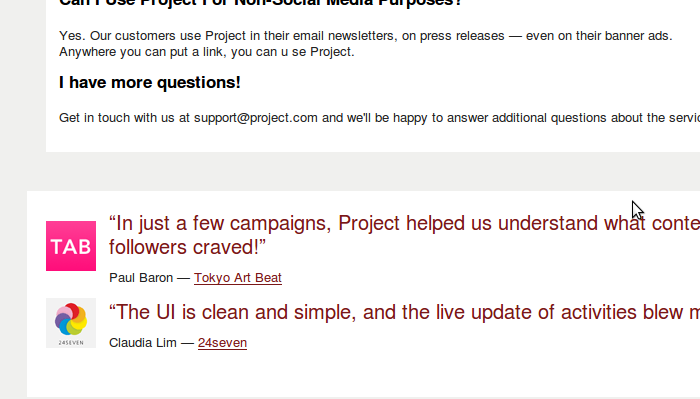 Can I Use Project For Non-Social Media Purposes?
Yes. Our customers use Project in their email newsletters, on press releases — even on their banner ads.
Anywhere you can put a link, you can u se Project.
I have more questions!
Get in touch with us at support@project.com and we'll be happy to answer additional questions about the
“In just a few campaigns, Project helped us understand what
followers craved!”
TAB
Paul Baron — Tokyo Art Beat
“The UI is clean and simple, and the live update of activities blew
24SEVEN
Claudia Lim — 24seven